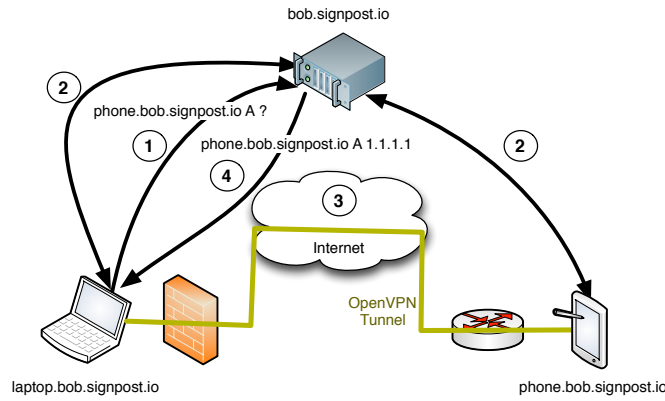 bob.signpost.io
2
phone.bob.signpost.io A ?
1
phone.bob.signpost.io A 1.1.1.1
2
4
3
Internet
OpenVPN
Tunnel
laptop.bob.signpost.io
phone.bob.signpost.io